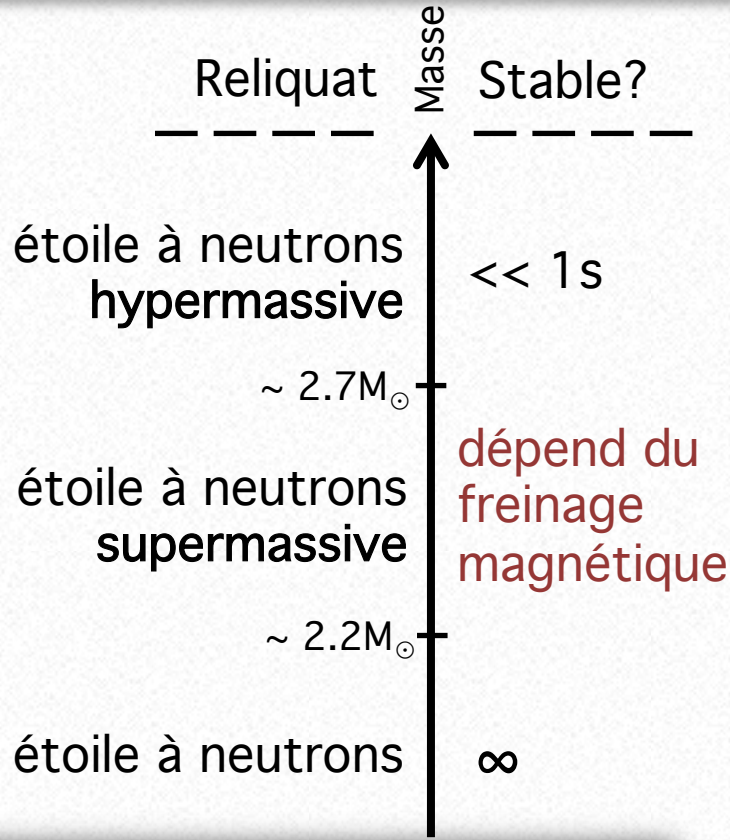 Reliquat
Masse
Stable?
étoile à neutrons
hypermassive
<< 1s
~ 2.7M☉
étoile à neutrons
supermassive
dépend du
freinage
magnétique
~ 2.2M☉
étoile à neutrons
∞